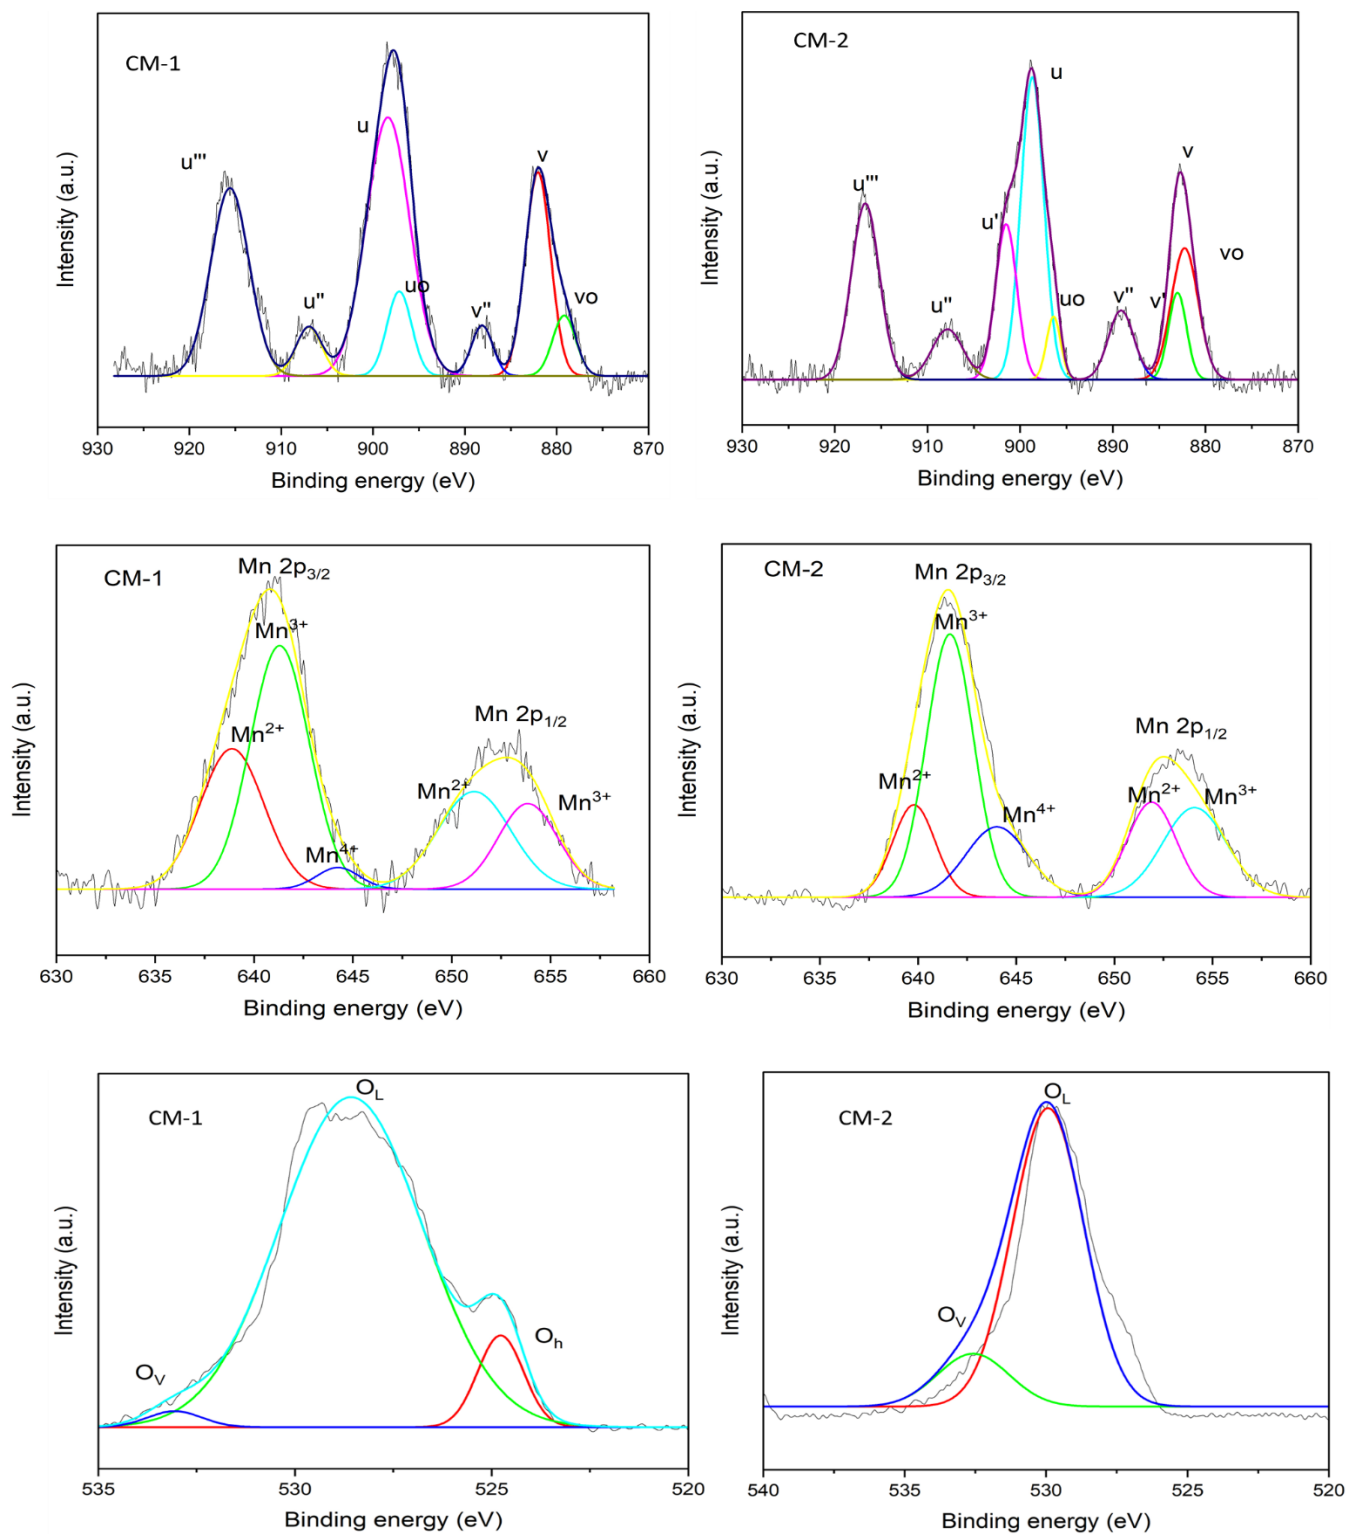 CM-1
u'''
u''
u
uo
v''
v
vo
Intensity (a.u.)
930 920 910 900 890 880 870
Binding energy (eV)
CM-2
u'''
u''
u'
u
uo
v''
v'
v
vo
Intensity (a.u.)
930 920 910 900 890 880 870
Binding energy (eV)
CM-1
Mn 2p3/2
Mn3+
Mn2+
Mn4+
Mn 2p1/2
Mn2+
Mn3+
Intensity (a.u.)
630 635 640 645 650 655 660
Binding energy (eV)
CM-2
Mn 2p3/2
Mn3+
Mn2+
Mn4+
Mn 2p1/2
Mn2+
Mn3+
Intensity (a.u.)
630 635 640 645 650 655 660
Binding energy (eV)
CM-1
OL
OV
Oh
Intensity (a.u.)
535 530 525 520
Binding energy (eV)
CM-2
OL
OV
Intensity (a.u.)
540 535 530 525 520
Binding energy (eV)